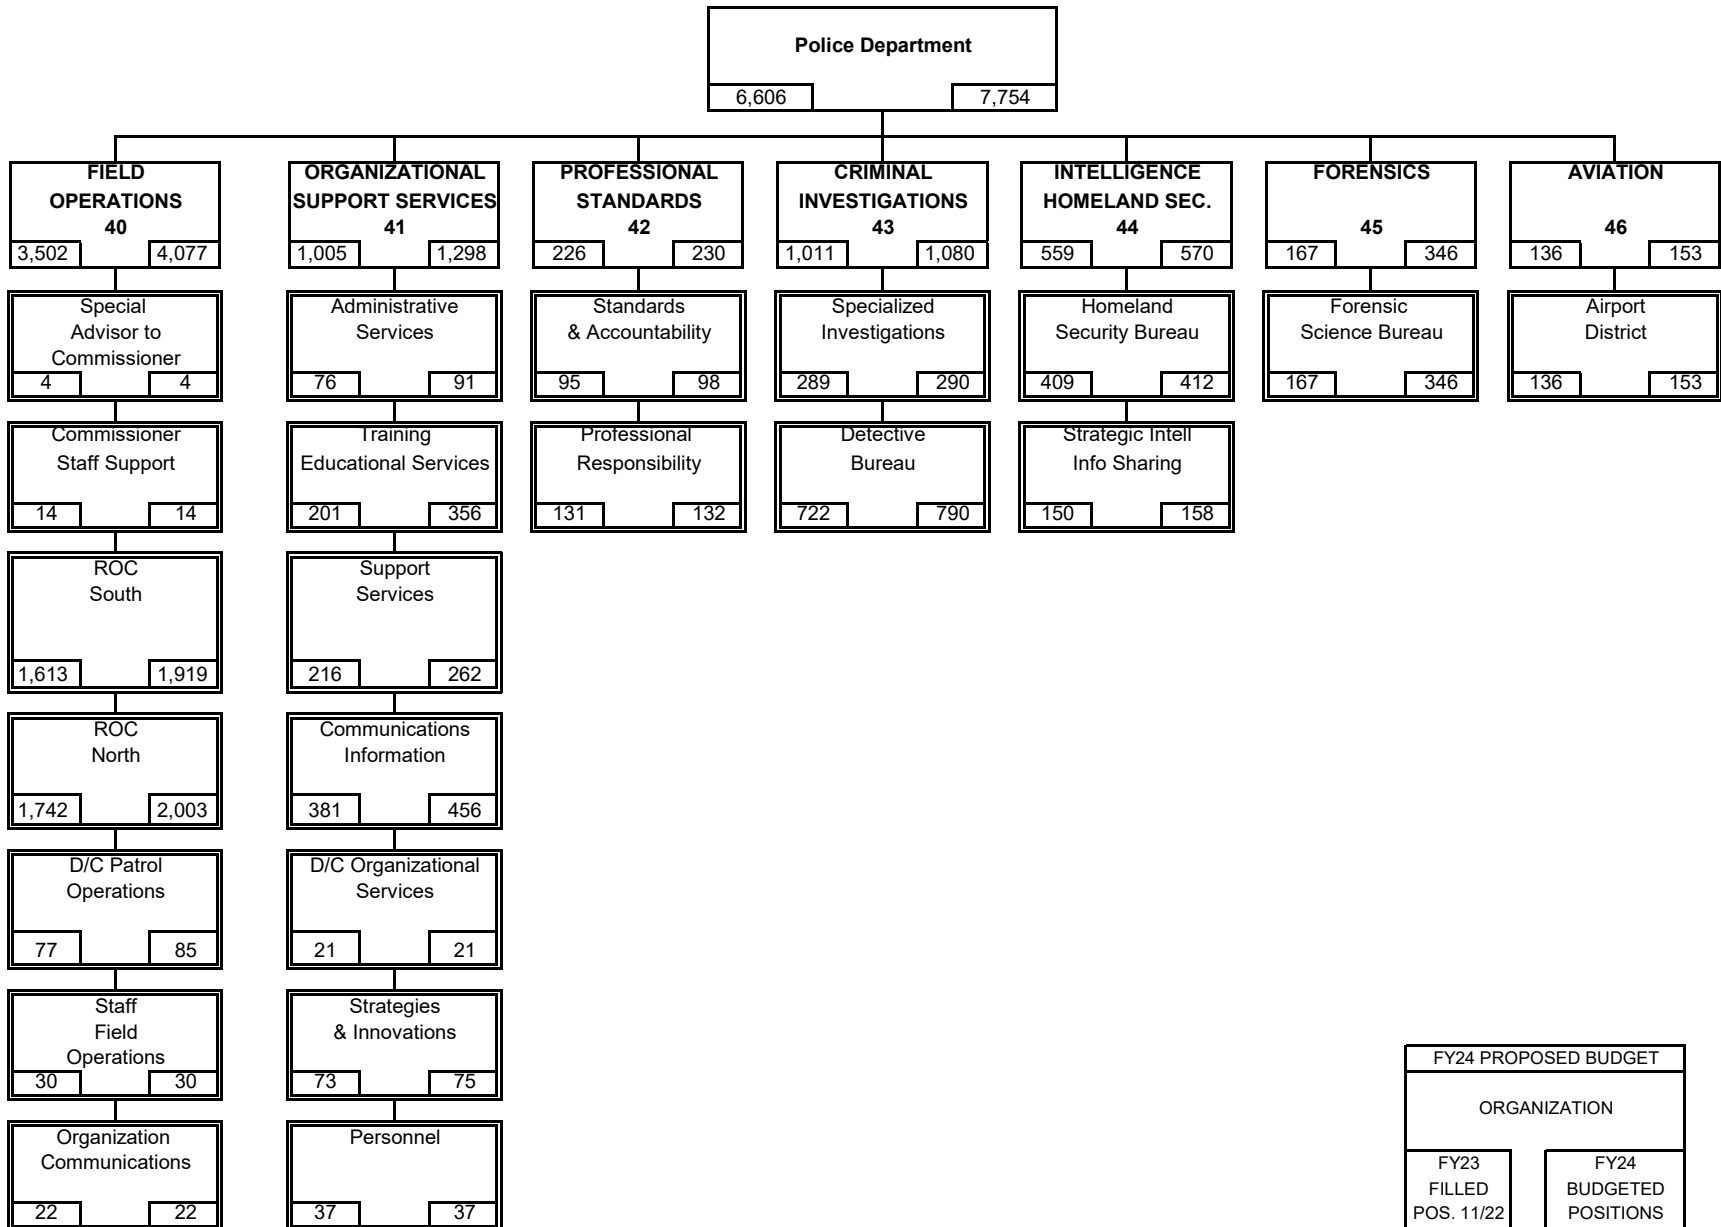 Police Department
6,606 7,754
FIELD
OPERATIONS
40
3,502 4,077
ORGANIZATIONAL
SUPPORT SERVICES
41
1,005 1,298
PROFESSIONAL
STANDARDS
42
226 230
CRIMINAL
INVESTIGATIONS
43
1,011 1,080
INTELLIGENCE
HOMELAND SEC.
44
559 570
FORENSICS
45
167 346
AVIATION
46
136 153
Special
Advisor to
Commissioner
4 4
Administrative
Services
76 91
Standards
& Accountability
95 98
Specialized
Investigations
289 290
Homeland
Security Bureau
409 412
Forensic
Science Bureau
167 346
Airport
District
136 153
Commissioner
Staff Support
14 14
Training
Educational Services
201 356
Professional
Responsibility
131 132
Detective
Bureau
722 790
Strategic Intell
Info Sharing
150 158
ROC
South
1,613 1,919
Support
Services
216 262
ROC
North
1,742 2,003
Communications
Information
381 456
D/C Patrol
Operations
77 85
D/C Organizational
Services
21 21
Staff
Field
Operations
30 30
Strategies
& Innovations
73 75
Organization
Communications
22 22
Personnel
37 37
FY24 PROPOSED BUDGET
ORGANIZATION
FY23
FILLED
POS. 11/22
FY24
BUDGETED
POSITIONS